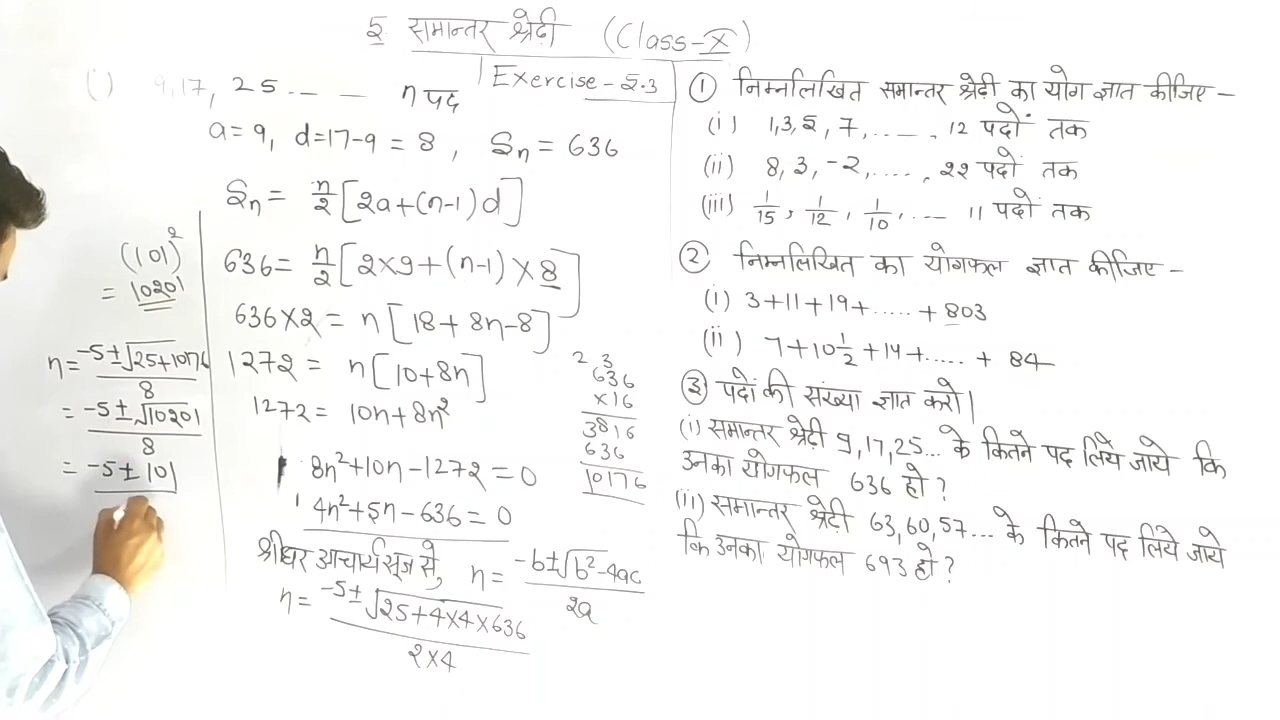 5 समान्तर श्रेढ़ी (Class-X)
Exercise-5.3
(i) 9,17, 25 ..... n पद
a=9, d=17-9 = 8, Sn = 636
Sn = n/2 [2a+(n-1)d]
636 = n/2 [2×9+(n-1)×8]
636×2 = n[18+8n-8]
1272 = n[10+8n]
1272 = 10n+8n²
8n²+10n-1272=0
4n²+5n-636=0
श्रीधर आचार्य सूत्र से, n = (-b±√b²-4ac)/2a
n = (-5±√25+4×4×636)/2×4
(101)²
= 10201
n = (-5±√25+10176)/8
= (-5±√10201)/8
= -5±101
2 3
636
×16
3816
636
10176
① निम्नलिखित समान्तर श्रेढ़ी का योग ज्ञात कीजिए –
(i) 1,3,5,7,....., 12 पदों तक
(ii) 8,3,-2,....., 22 पदों तक
(iii) 1/15, 1/12, 1/10, .... 11 पदों तक
② निम्नलिखित का योगफल ज्ञात कीजिए –
(i) 3+11+19+.....+803
(ii) 7+10 1/2+14+.....+ 84
③ पदों की संख्या ज्ञात करो।
(i) समान्तर श्रेढ़ी 9,17,25... के कितने पद लिये जाये कि
उनका योगफल 636 हो?
(ii) समान्तर श्रेढ़ी 63,60,57... के कितने पद लिये जाये
कि उनका योगफल 693 हो?